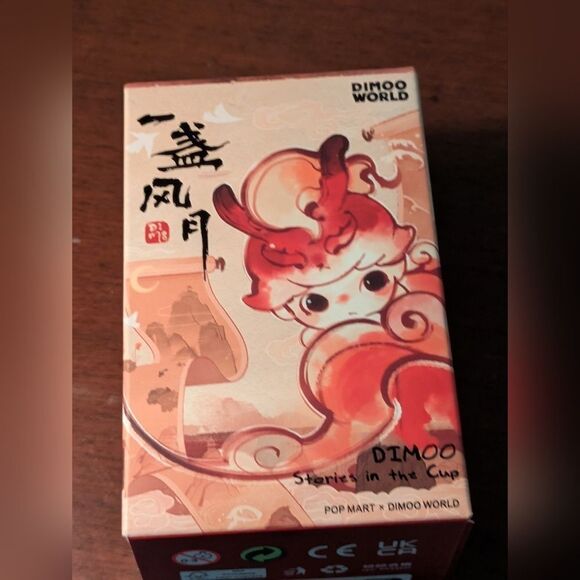 DIMOO
WORLD
一盏风月
DIMOO
Stories in the Cup
POP MART × DIMOO WORLD
CE
UK
CA